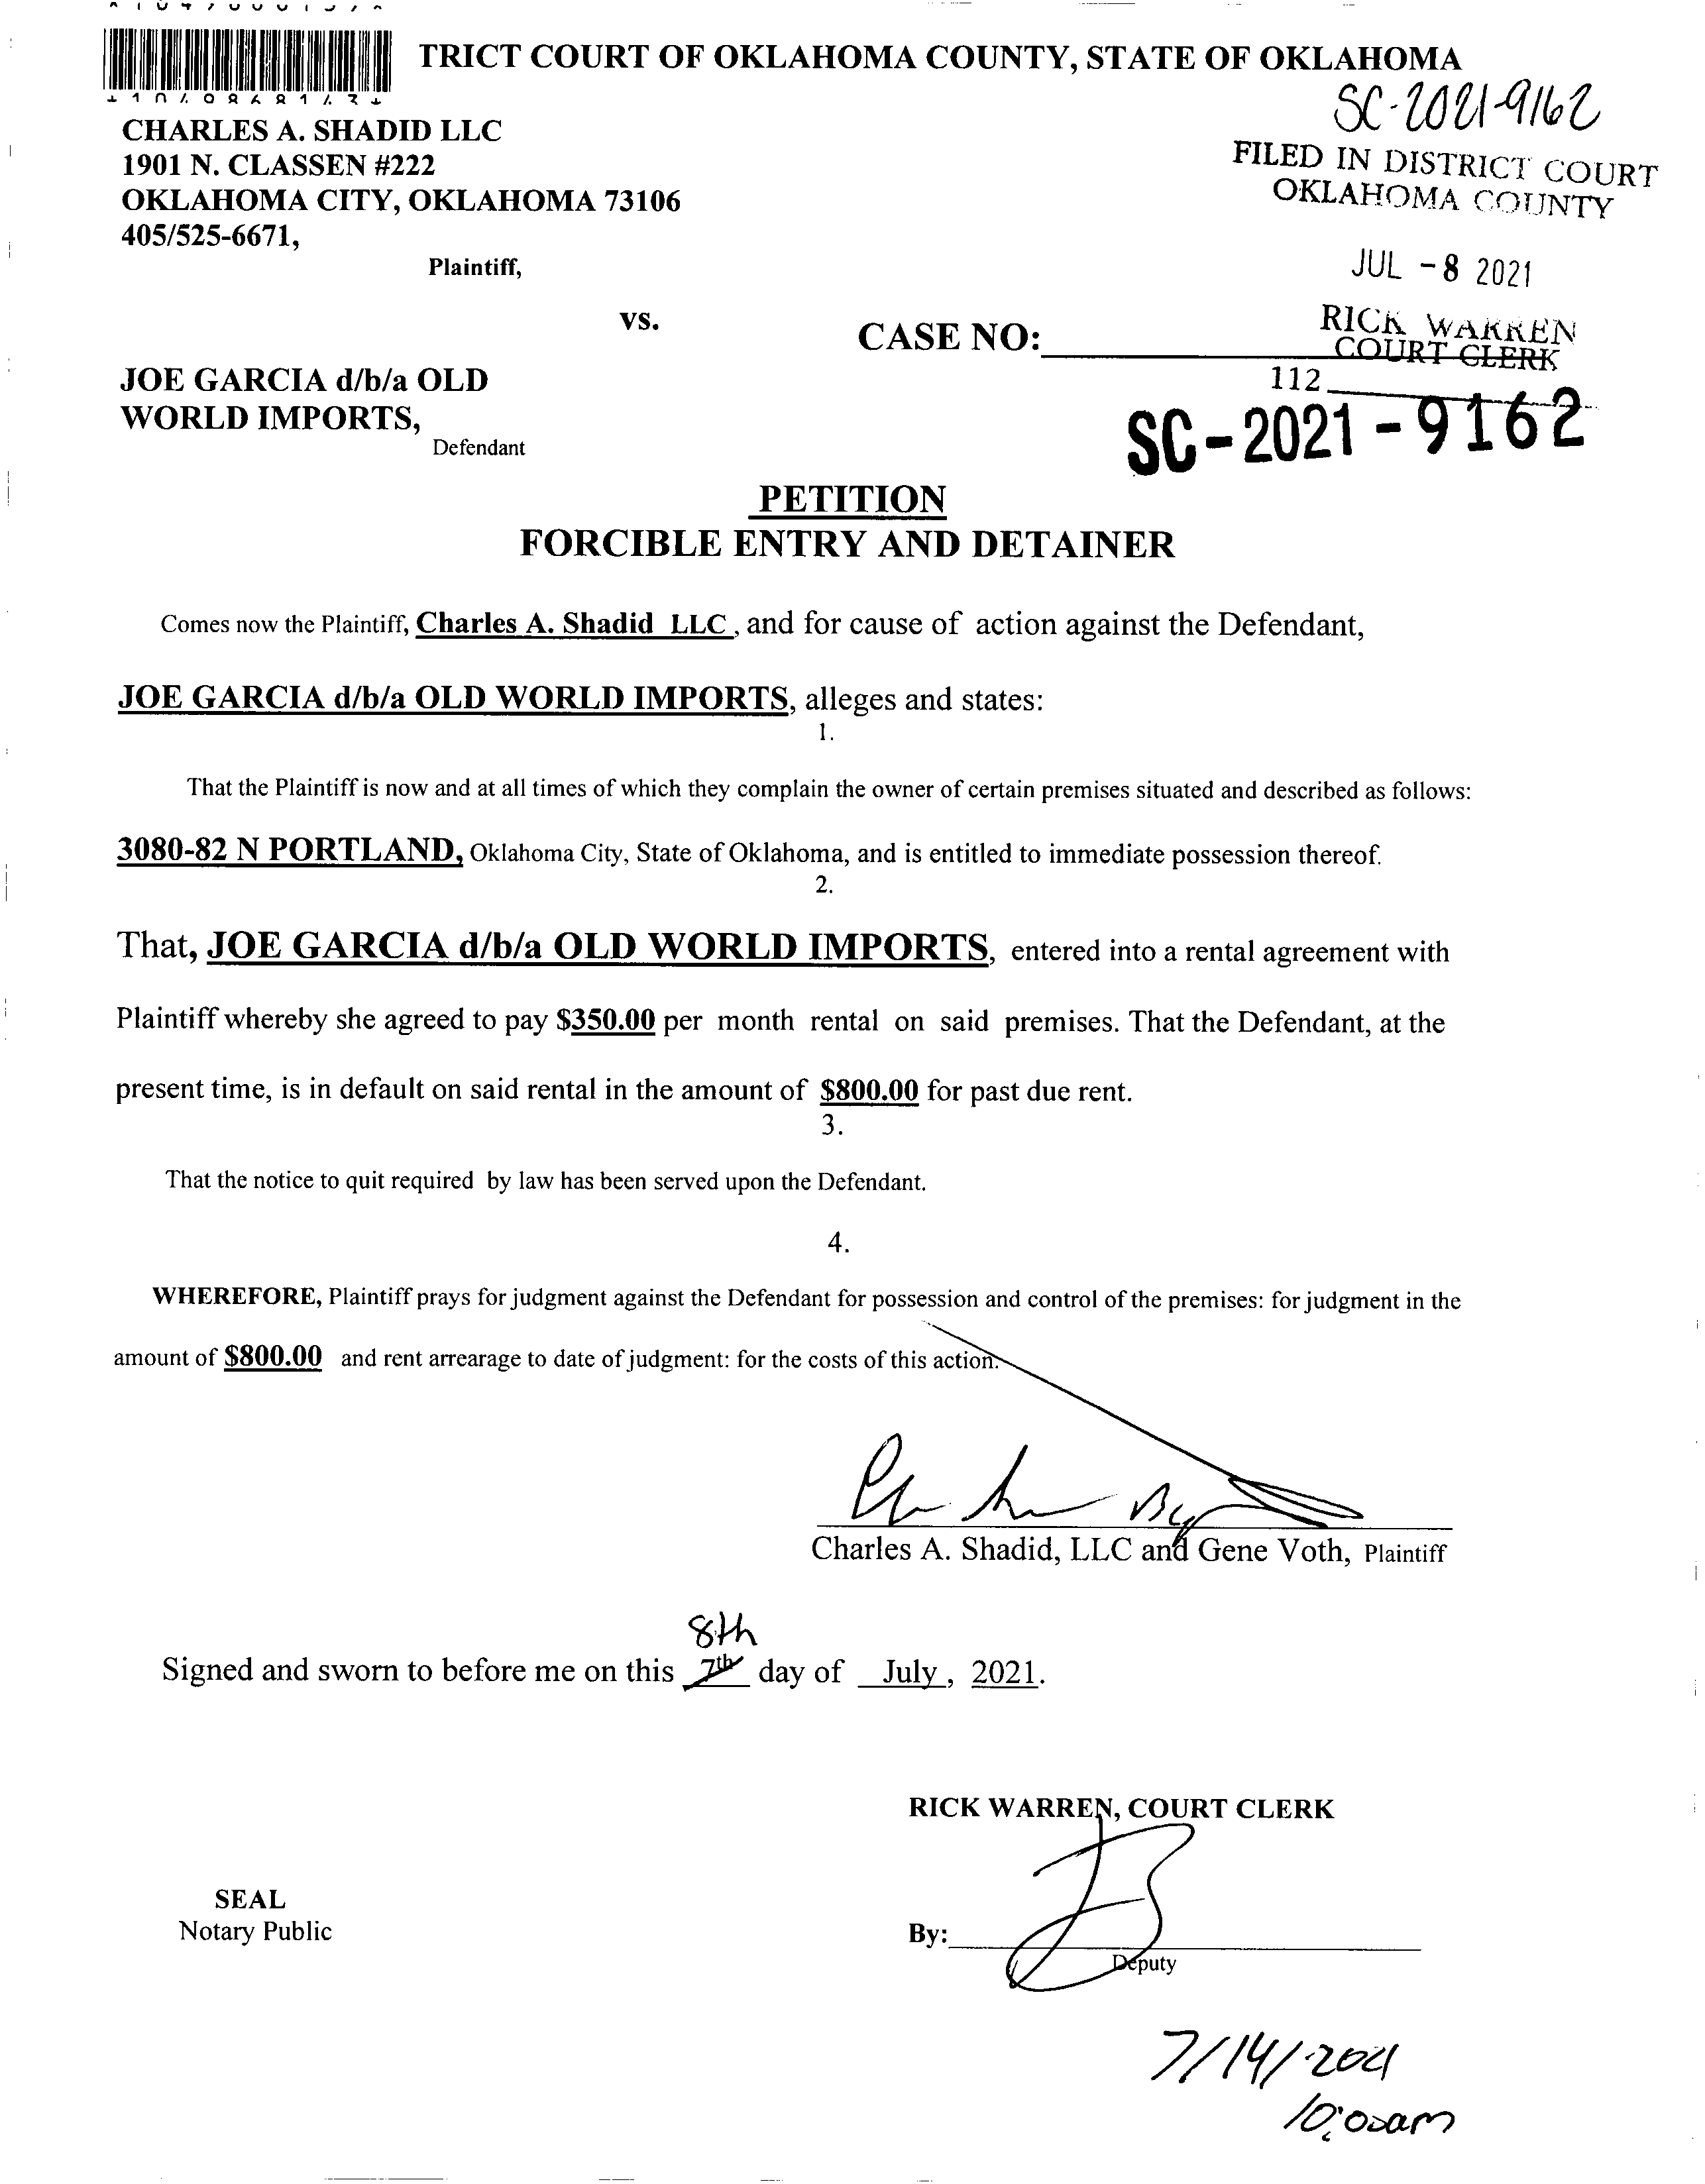 TRICT COURT OF OKLAHOMA COUNTY, STATE OF OKLAHOMA
SC-2021-9162
CHARLES A. SHADID LLC
1901 N. CLASSEN #222
OKLAHOMA CITY, OKLAHOMA 73106
405/525-6671,
Plaintiff,
FILED IN DISTRICT COURT
OKLAHOMA COUNTY
JUL -8 2021
RICK WARREN
COURT CLERK
112
vs.
CASE NO:
SC-2021-9162
JOE GARCIA d/b/a OLD
WORLD IMPORTS,
Defendant
PETITION
FORCIBLE ENTRY AND DETAINER
Comes now the Plaintiff, Charles A. Shadid LLC, and for cause of action against the Defendant,
JOE GARCIA d/b/a OLD WORLD IMPORTS, alleges and states:
1.
That the Plaintiff is now and at all times of which they complain the owner of certain premises situated and described as follows:
3080-82 N PORTLAND, Oklahoma City, State of Oklahoma, and is entitled to immediate possession thereof.
2.
That, JOE GARCIA d/b/a OLD WORLD IMPORTS, entered into a rental agreement with
Plaintiff whereby she agreed to pay $350.00 per month rental on said premises. That the Defendant, at the
present time, is in default on said rental in the amount of $800.00 for past due rent.
3.
That the notice to quit required by law has been served upon the Defendant.
4.
WHEREFORE, Plaintiff prays for judgment against the Defendant for possession and control of the premises: for judgment in the
amount of $800.00 and rent arrearage to date of judgment: for the costs of this action.
By
Charles A. Shadid, LLC and Gene Voth, Plaintiff
8th
Signed and sworn to before me on this 7th day of July, 2021.
RICK WARREN, COURT CLERK
SEAL
Notary Public
By:
Deputy
7/14/2021
10:00am